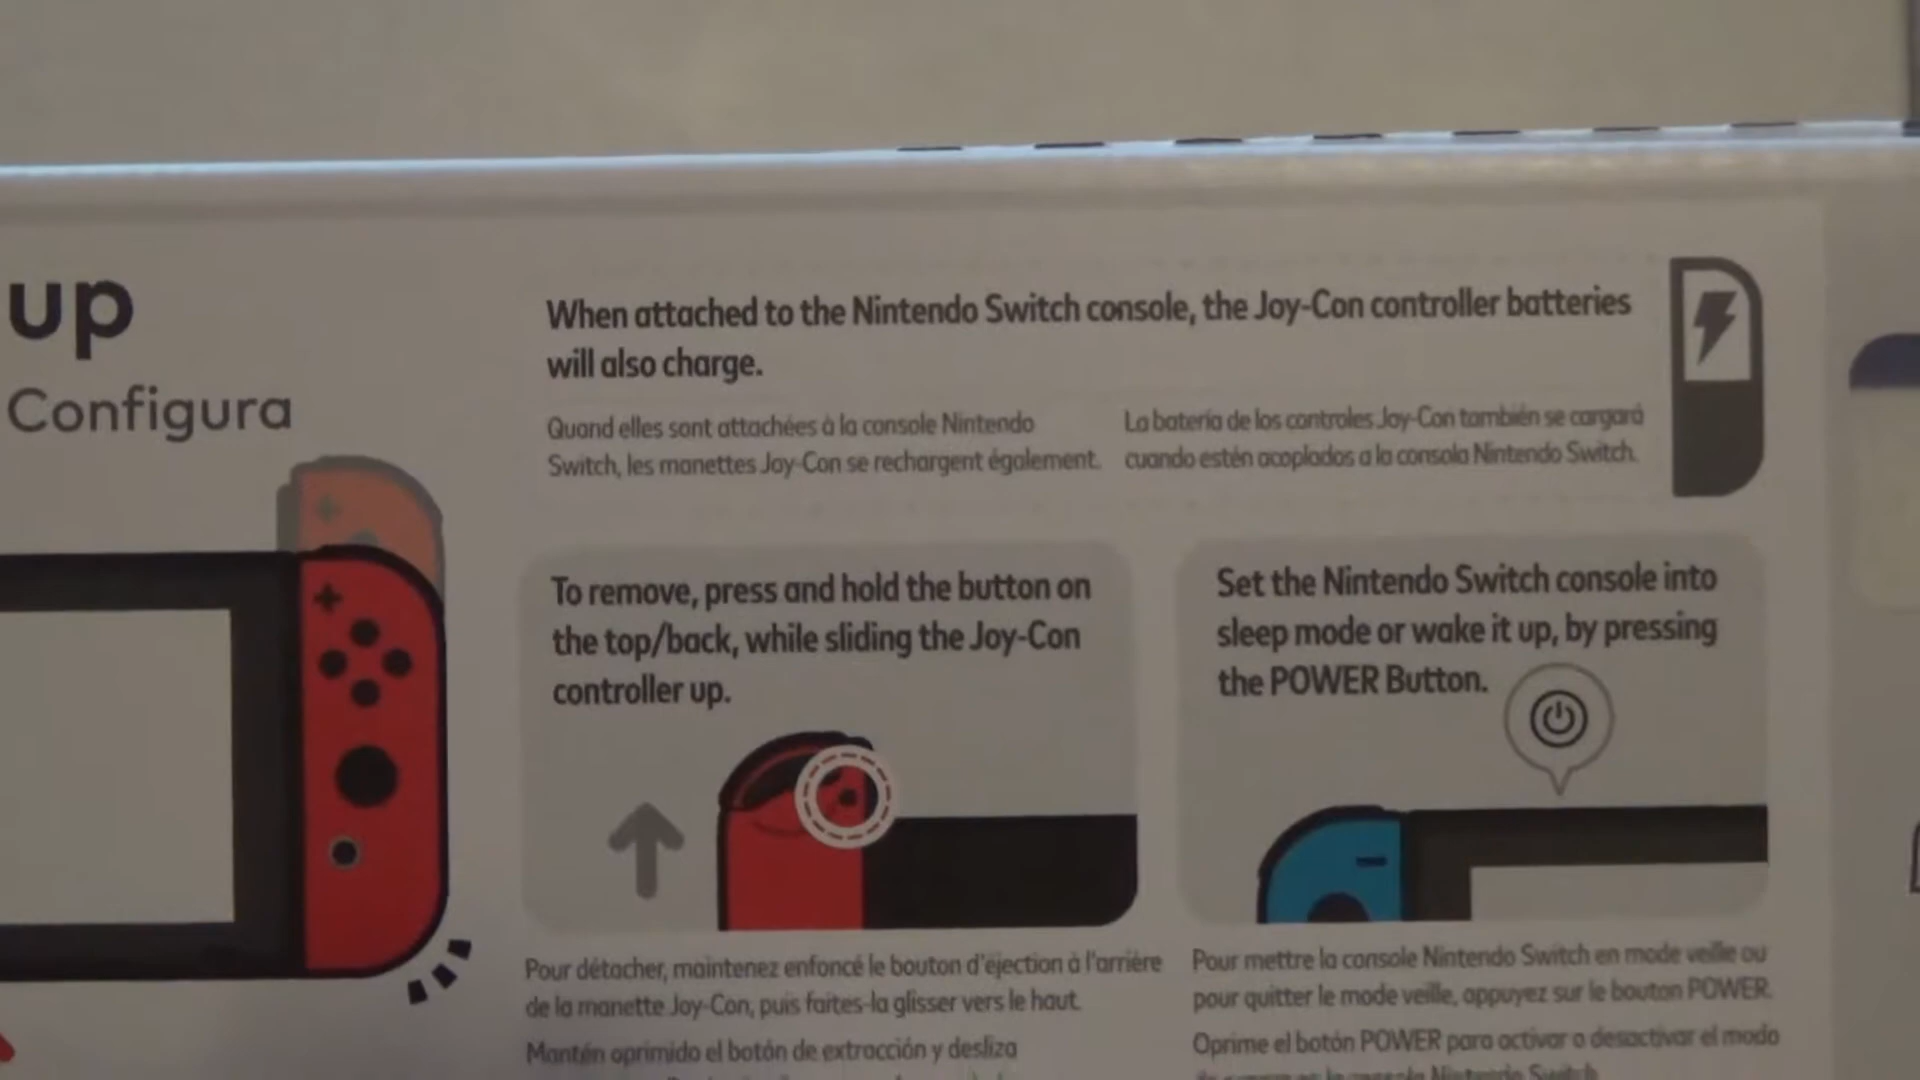 up
Configura
When attached to the Nintendo Switch console, the Joy-Con controller batteries
will also charge.
Quand elles sont attachées à la console Nintendo
Switch, les manettes Joy-Con se rechargent également.
La batería de los controles Joy-Con también se cargará
cuando estén acoplados a la consola Nintendo Switch.
To remove, press and hold the button on
the top/back, while sliding the Joy-Con
controller up.
Set the Nintendo Switch console into
sleep mode or wake it up, by pressing
the POWER Button.
Pour détacher, maintenez enfoncé le bouton d'éjection à l'arrière
de la manette Joy-Con, puis faites-la glisser vers le haut.
Mantén oprimido el botón de extracción y desliza
Pour mettre la console Nintendo Switch en mode veille ou
pour quitter le mode veille, appuyez sur le bouton POWER.
Oprime el botón POWER para activar o desactivar el modo
la consola Nintendo Switch